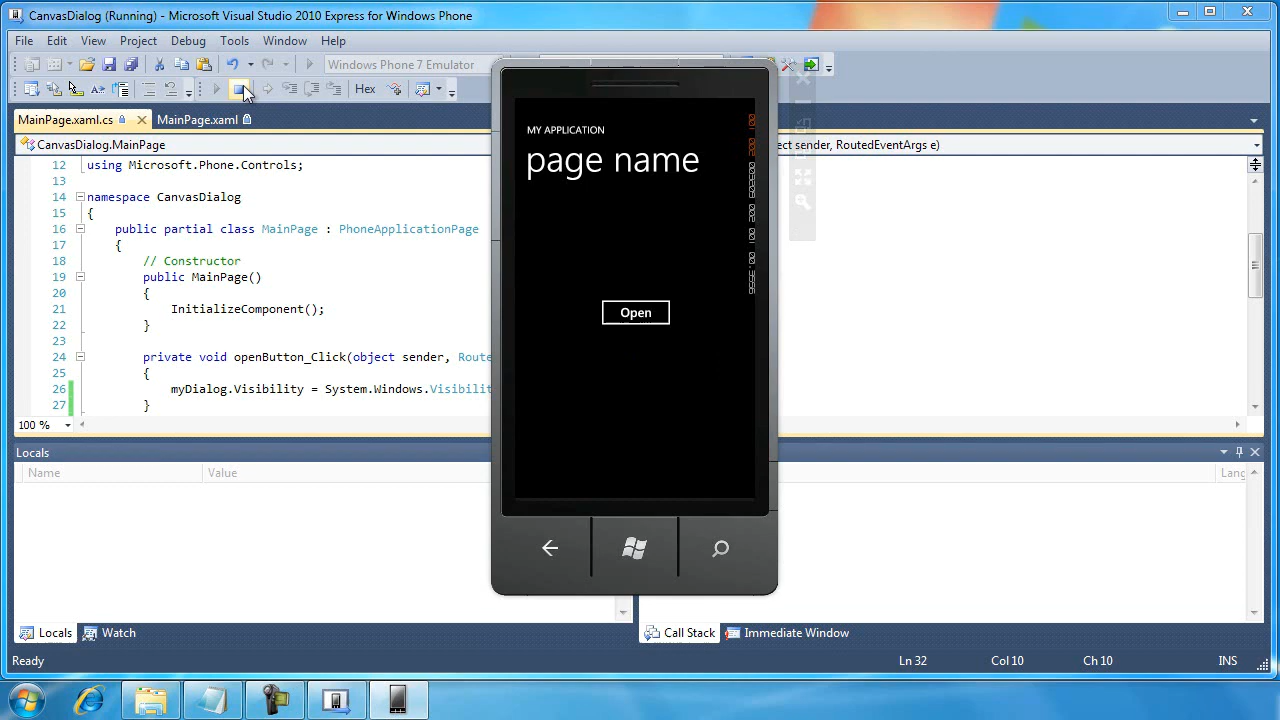 CanvasDialog (Running) - Microsoft Visual Studio 2010 Express for Windows Phone
File Edit View Project Debug Tools Window Help
Windows Phone 7 Emulator
Hex
MainPage.xaml.cs MainPage.xaml
CanvasDialog.MainPage
ect sender, RoutedEventArgs e)
12 using Microsoft.Phone.Controls;
13
14 namespace CanvasDialog
15 {
16 public partial class MainPage : PhoneApplicationPage
17 {
18 // Constructor
19 public MainPage()
20 {
21 InitializeComponent();
22 }
23
24 private void openButton_Click(object sender, Route
25 {
26 myDialog.Visibility = System.Windows.Visibilit
27 }
100 %
MY APPLICATION
page name
Open
Locals
Name Value
Lang
Locals Watch
Call Stack Immediate Window
Ready Ln 32 Col 10 Ch 10 INS